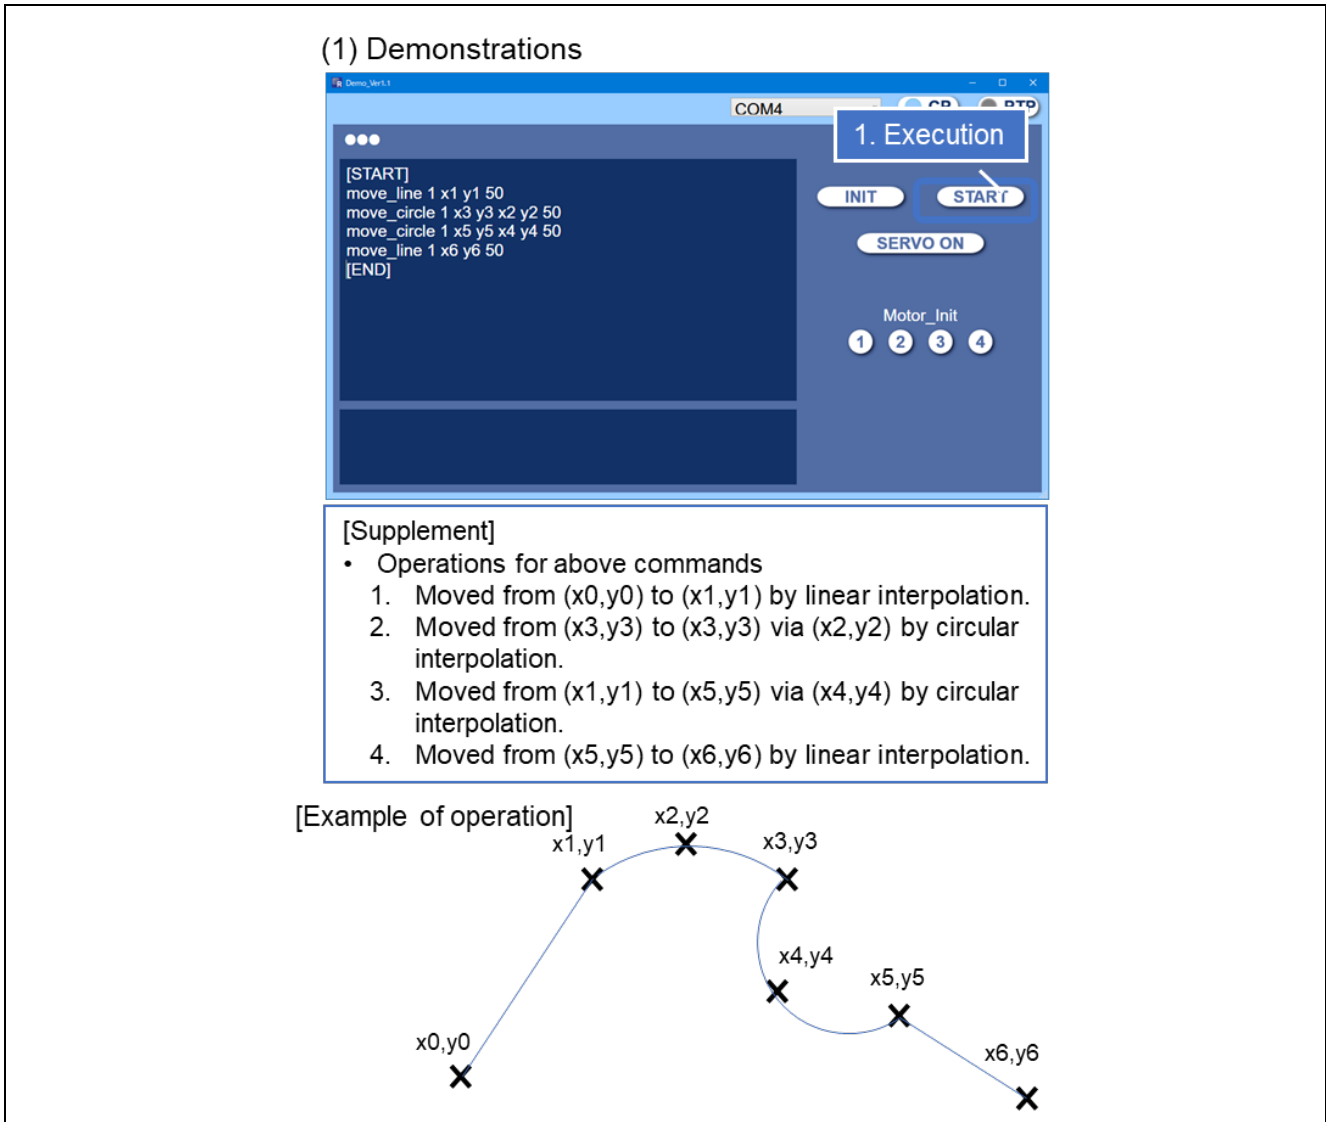 (1) Demonstrations
Demo_Ver1.1
COM4
1. Execution
[START]
move_line 1 x1 y1 50
move_circle 1 x3 y3 x2 y2 50
move_circle 1 x5 y5 x4 y4 50
move_line 1 x6 y6 50
[END]
INIT
START
SERVO ON
Motor_Init
1 2 3 4
[Supplement]
• Operations for above commands
1. Moved from (x0,y0) to (x1,y1) by linear interpolation.
2. Moved from (x3,y3) to (x3,y3) via (x2,y2) by circular
interpolation.
3. Moved from (x1,y1) to (x5,y5) via (x4,y4) by circular
interpolation.
4. Moved from (x5,y5) to (x6,y6) by linear interpolation.
[Example of operation]
x2,y2
x1,y1
x3,y3
x4,y4
x5,y5
x0,y0
x6,y6